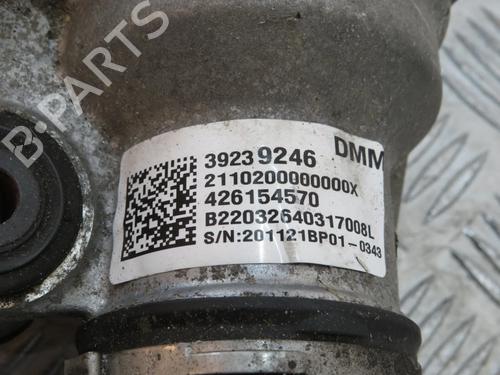 39239246 DMM
2110200000000X
426154570
B22032640317008L
S/N:201121BP01-0343
B-PARTS